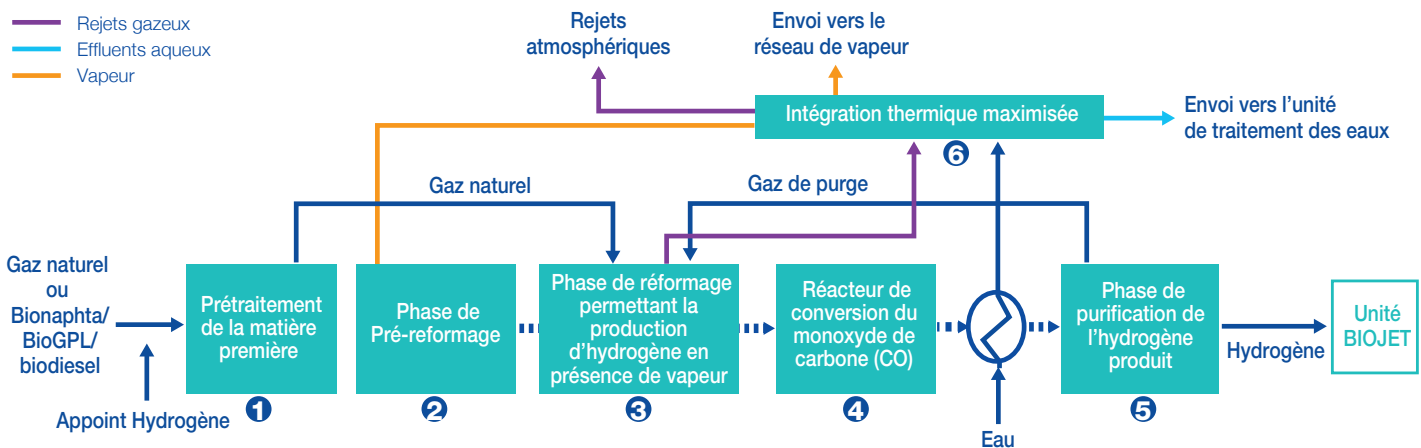 Rejets gazeux
Effluents aqueux
Vapeur
Rejets
atmosphériques
Envoi vers le
réseau de vapeur
Intégration thermique maximisée
6
Envoi vers l'unité
de traitement des eaux
Gaz naturel
Gaz de purge
Gaz naturel
ou
Bionaphta/
BioGPL/
biodiesel
Appoint Hydrogène
Prétraitement
de la matière
première
1
Phase de
Pré-reformage
2
Phase de réformage
permettant la
production
d'hydrogène en
présence de vapeur
3
Réacteur de
conversion du
monoxyde de
carbone (CO)
4
Eau
Phase de
purification de
l'hydrogène
produit
5
Hydrogène
Unité
BIOJET